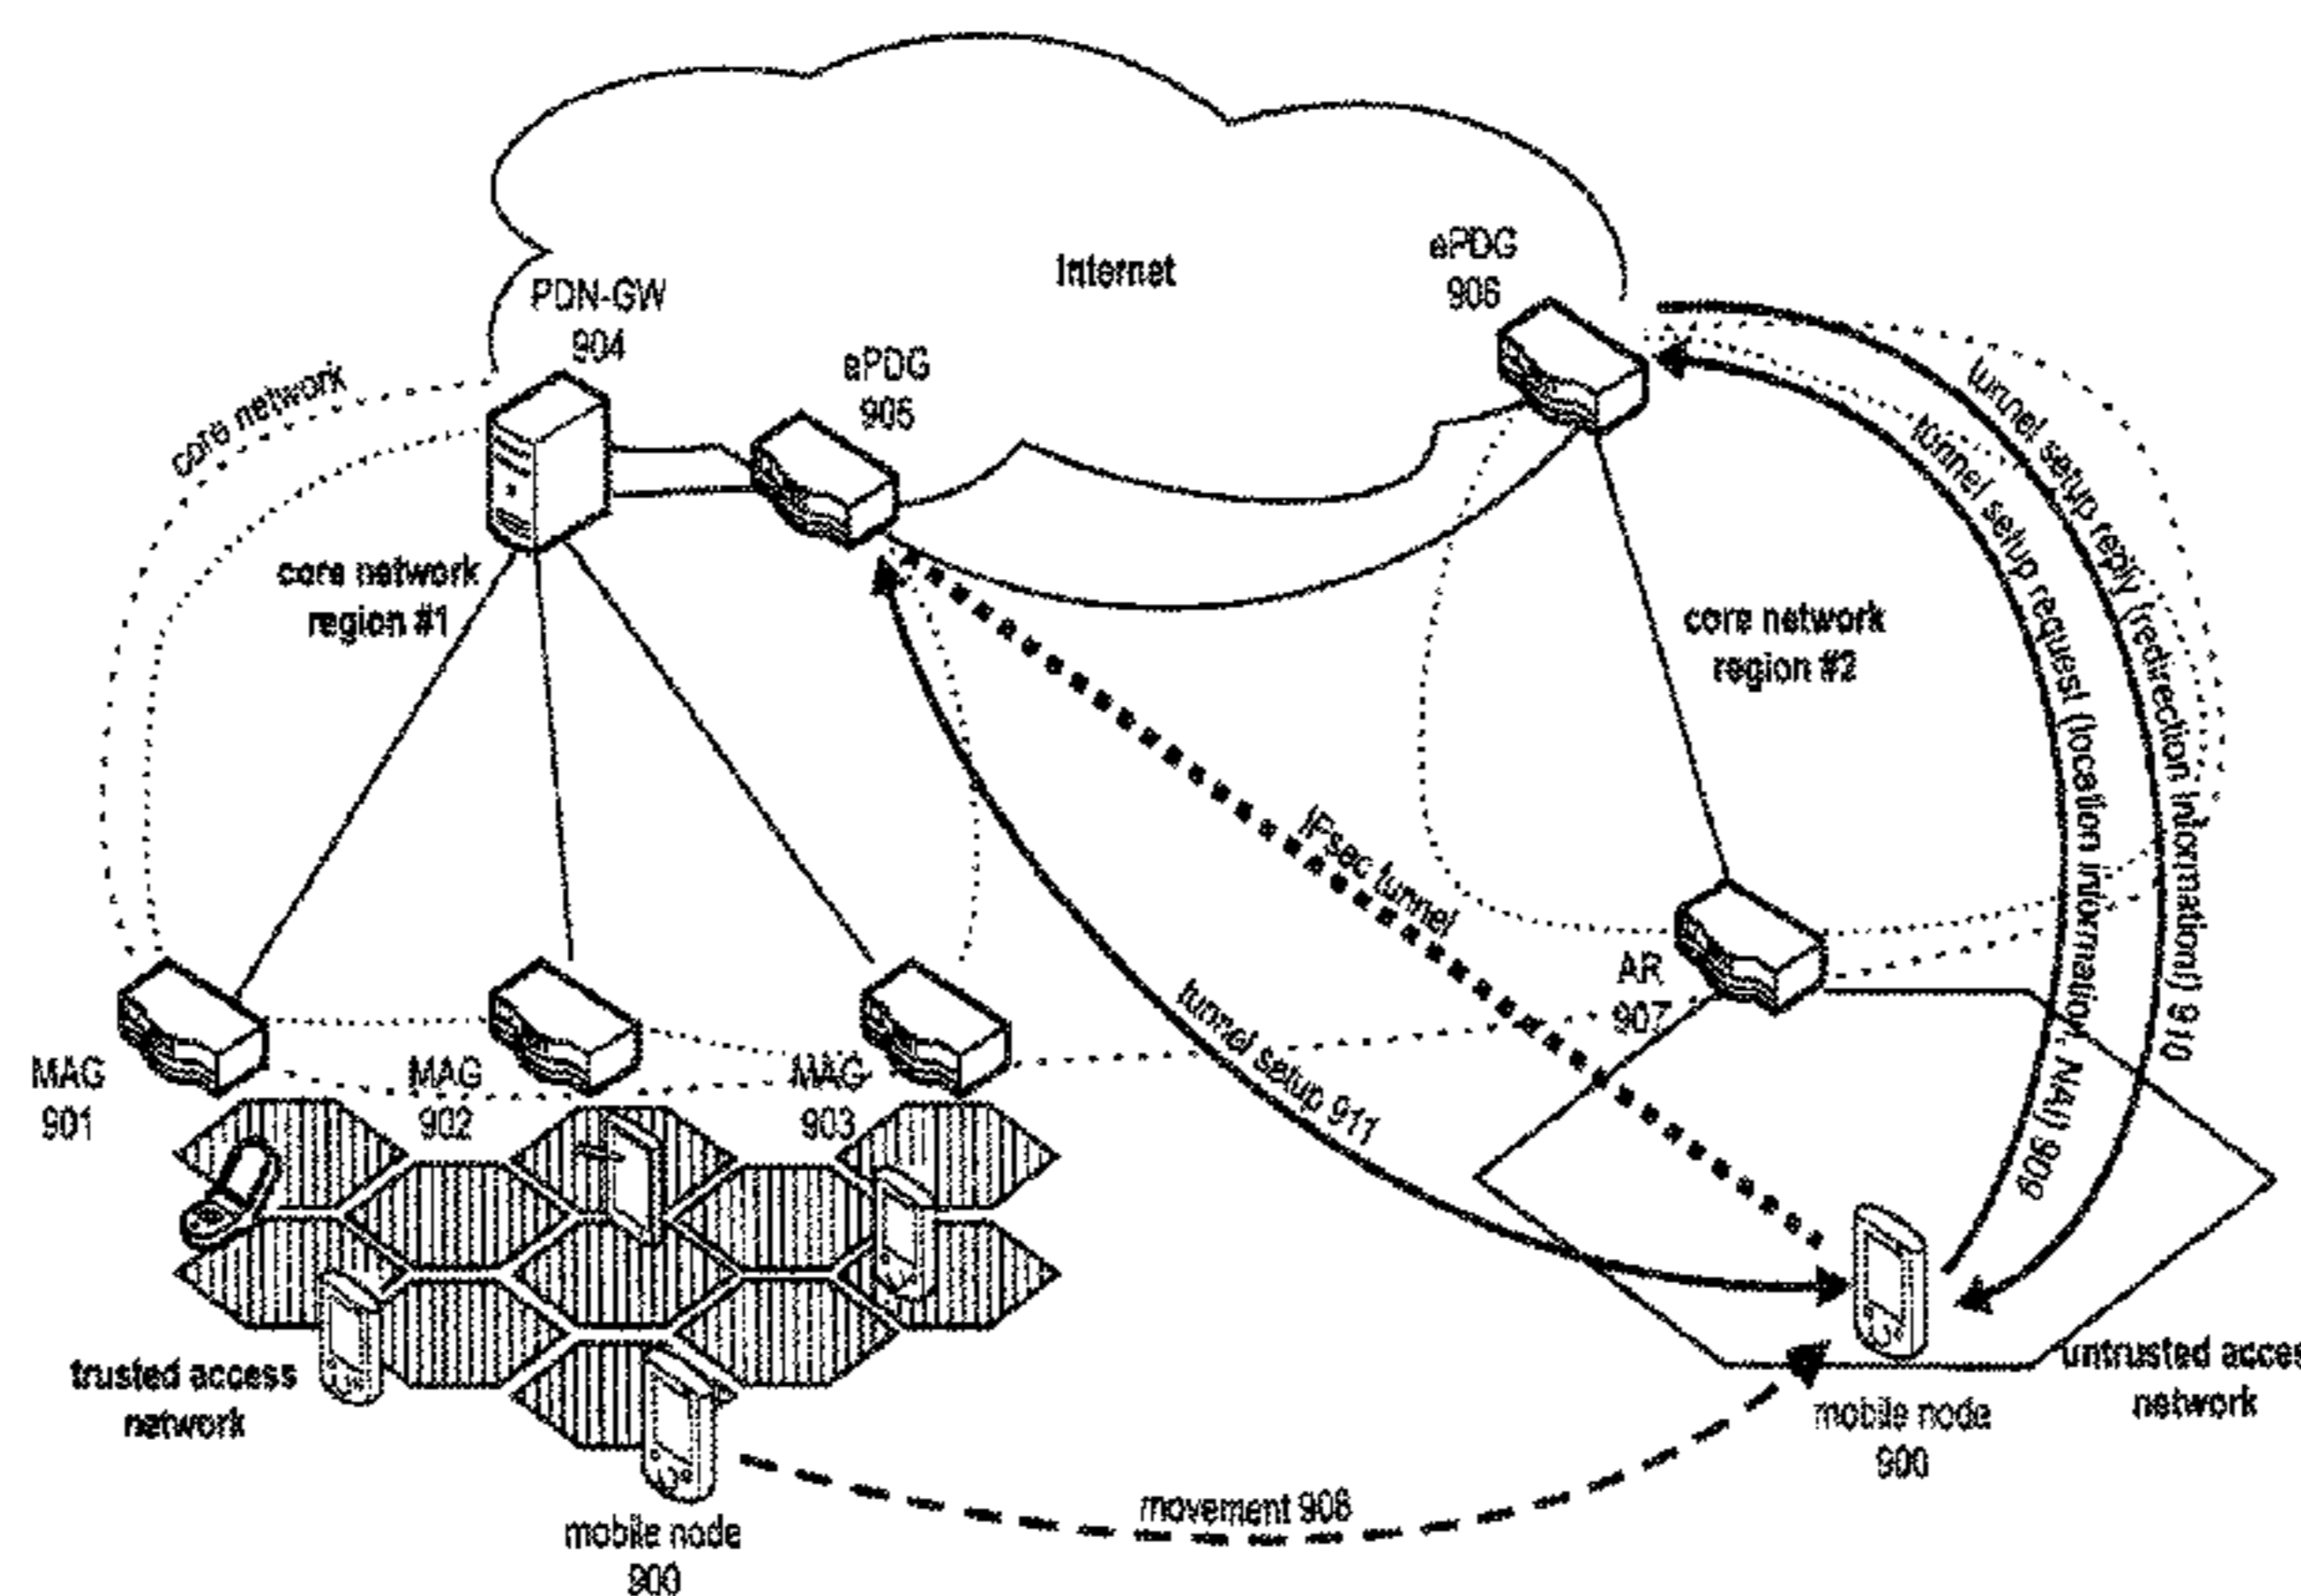 Internet
ePDG
906
PDN-GW
904
ePDG
905
core network
core network
region #1
core network
region #2
tunnel setup reply (redirection information)) 910
tunnel setup request (location information, NAI) 909
IPsec tunnel
AR
907
tunnel setup 911
MAG
901
MAG
902
MAG
903
trusted access
network
untrusted acces
network
mobile node
900
movement 908
mobile node
900